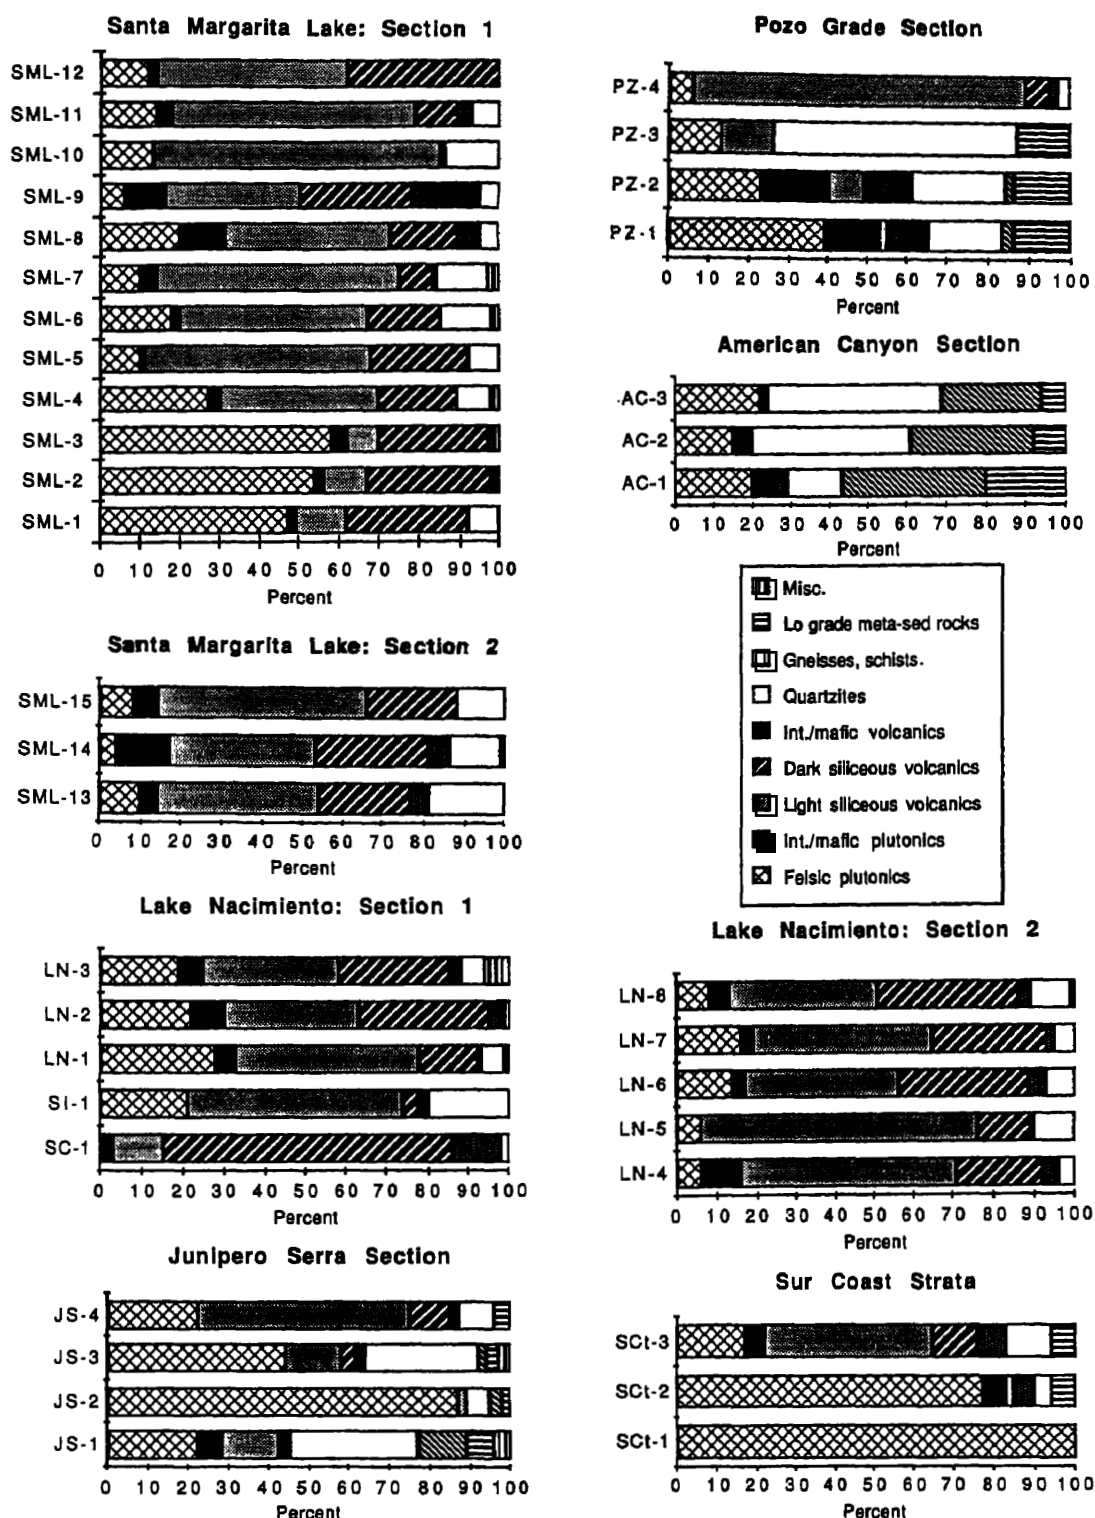 Santa Margarita Lake: Section 1
SML-12
SML-11
SML-10
SML-9
SML-8
SML-7
SML-6
SML-5
SML-4
SML-3
SML-2
SML-1
0 10 20 30 40 50 60 70 80 90 100
Percent
Santa Margarita Lake: Section 2
SML-15
SML-14
SML-13
0 10 20 30 40 50 60 70 80 90 100
Percent
Lake Nacimiento: Section 1
LN-3
LN-2
LN-1
SI-1
SC-1
0 10 20 30 40 50 60 70 80 90 100
Percent
Junipero Serra Section
JS-4
JS-3
JS-2
JS-1
0 10 20 30 40 50 60 70 80 90 100
Percent
Pozo Grade Section
PZ-4
PZ-3
PZ-2
PZ-1
0 10 20 30 40 50 60 70 80 90 100
Percent
American Canyon Section
AC-3
AC-2
AC-1
0 10 20 30 40 50 60 70 80 90 100
Percent
Misc.
Lo grade meta-sed rocks
Gneisses, schists.
Quartzites
Int./mafic volcanics
Dark siliceous volcanics
Light siliceous volcanics
Int./mafic plutonics
Felsic plutonics
Lake Nacimiento: Section 2
LN-8
LN-7
LN-6
LN-5
LN-4
0 10 20 30 40 50 60 70 80 90 100
Percent
Sur Coast Strata
SCt-3
SCt-2
SCt-1
0 10 20 30 40 50 60 70 80 90 100
Percent